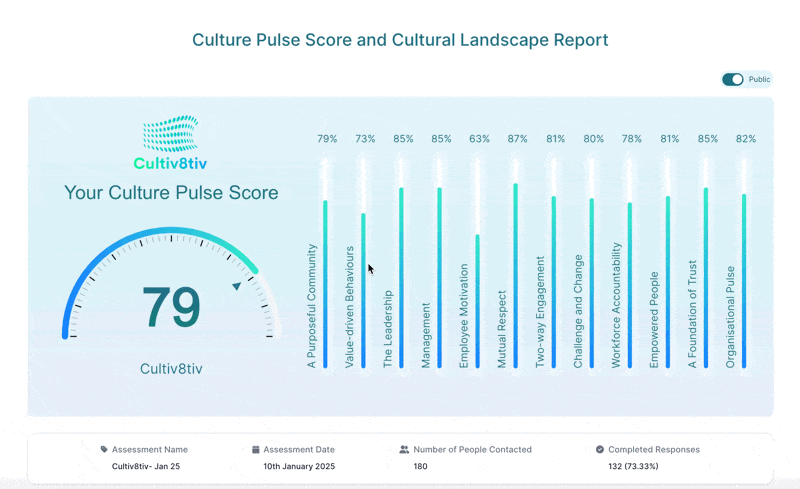 Culture Pulse Score and Cultural Landscape Report
Public
Cultiv8tiv
Your Culture Pulse Score
79
Cultiv8tiv
79% 73% 85% 85% 63% 87% 81% 80% 78% 81% 85% 82%
A Purposeful Community
Value-driven Behaviours
The Leadership
Management
Employee Motivation
Mutual Respect
Two-way Engagement
Challenge and Change
Workforce Accountability
Empowered People
A Foundation of Trust
Organisational Pulse
Assessment Name Assessment Date Number of People Contacted Completed Responses
Cultiv8tiv- Jan 25 10th January 2025 180 132 (73.33%)